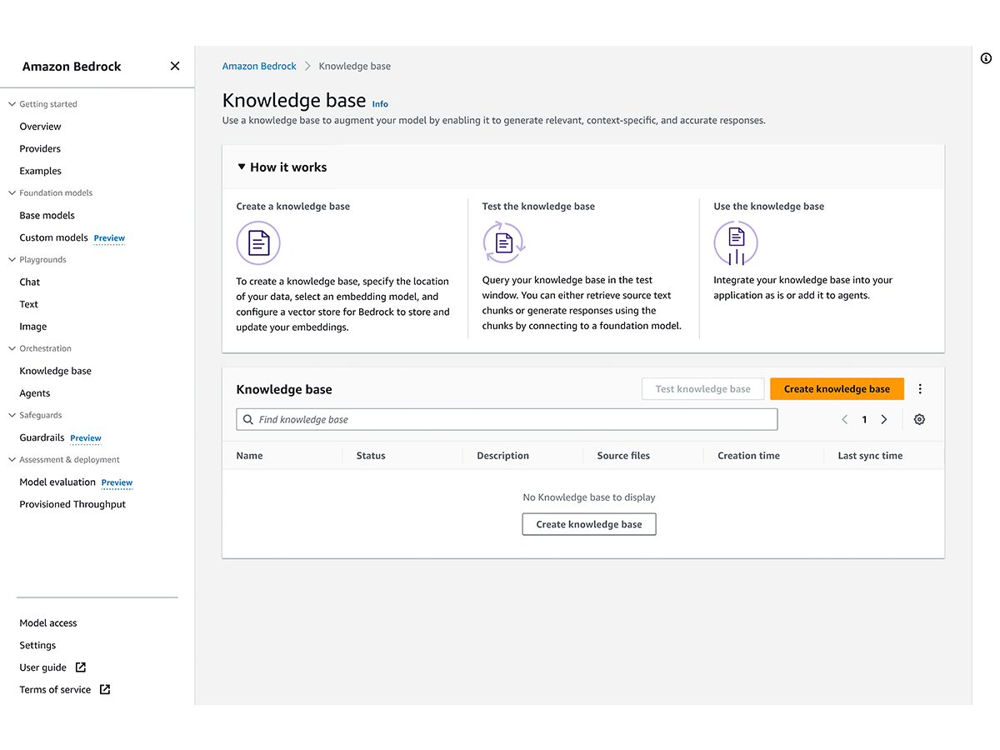 Amazon Bedrock
Getting started
Overview
Providers
Examples
Foundation models
Base models
Custom models Preview
Playgrounds
Chat
Text
Image
Orchestration
Knowledge base
Agents
Safeguards
Guardrails Preview
Assessment & deployment
Model evaluation Preview
Provisioned Throughput
Model access
Settings
User guide
Terms of service
Amazon Bedrock > Knowledge base
Knowledge base Info
Use a knowledge base to augment your model by enabling it to generate relevant, context-specific, and accurate responses.
How it works
Create a knowledge base
To create a knowledge base, specify the location
of your data, select an embedding model, and
configure a vector store for Bedrock to store and
update your embeddings.
Test the knowledge base
Query your knowledge base in the test
window. You can either retrieve source text
chunks or generate responses using the
chunks by connecting to a foundation model.
Use the knowledge base
Integrate your knowledge base into your
application as is or add it to agents.
Knowledge base Test knowledge base Create knowledge base
Find knowledge base 1
Name Status Description Source files Creation time Last sync time
No Knowledge base to display
Create knowledge base